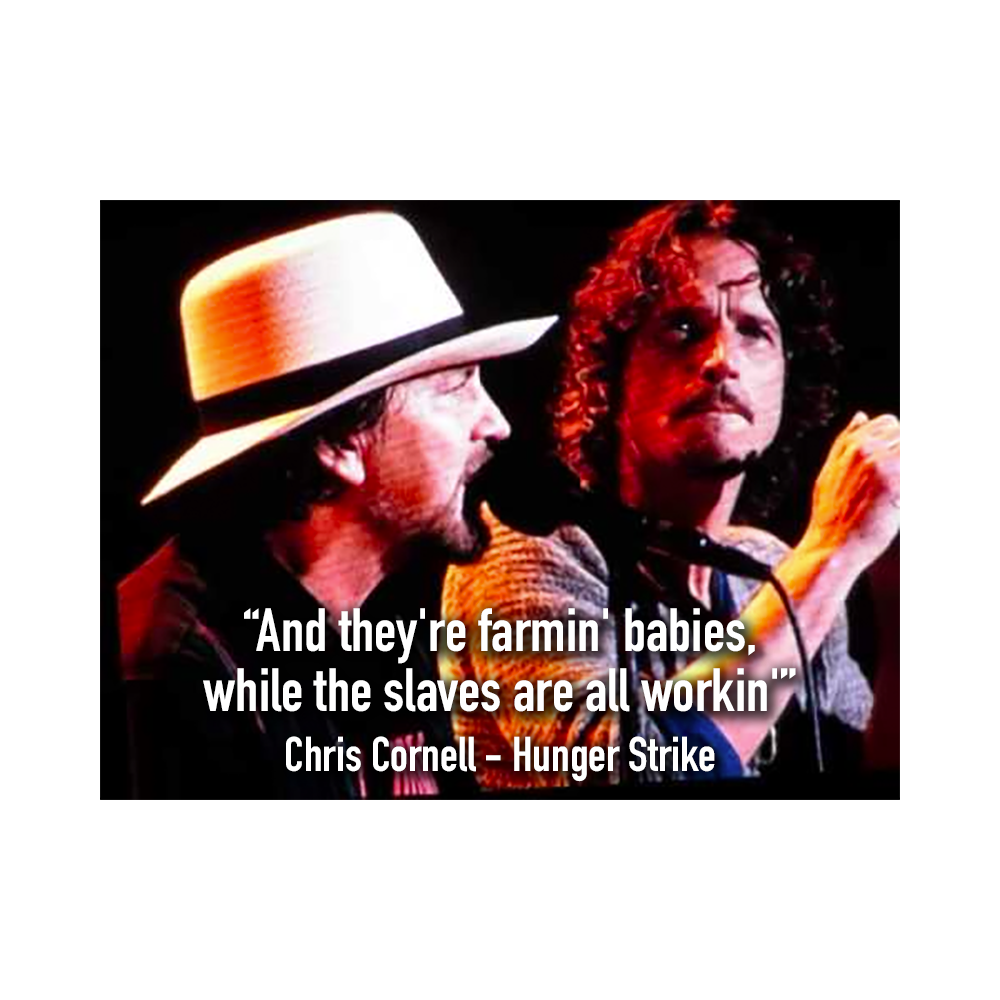 “And they're farmin' babies,
while the slaves are all workin'”
Chris Cornell - Hunger Strike